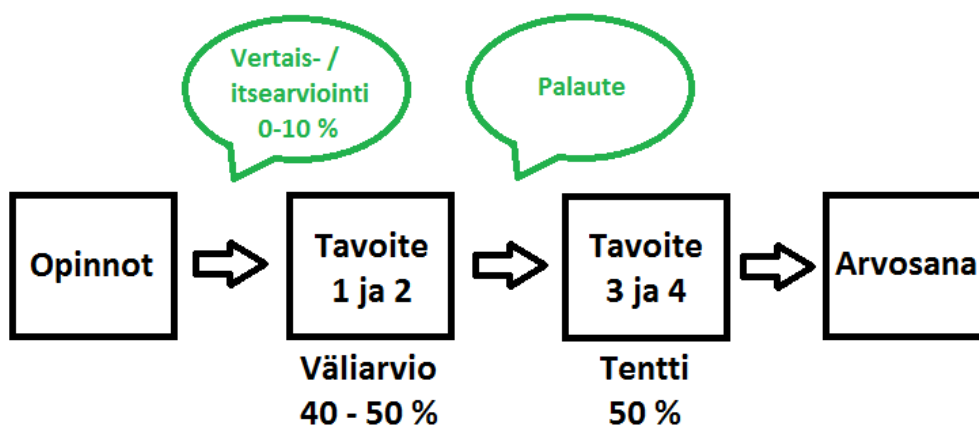 Vertais- /
itsearviointi
0-10 %
Palaute
Opinnot
Tavoite
1 ja 2
Tavoite
3 ja 4
Arvosana
Väliarvio
40 - 50 %
Tentti
50 %